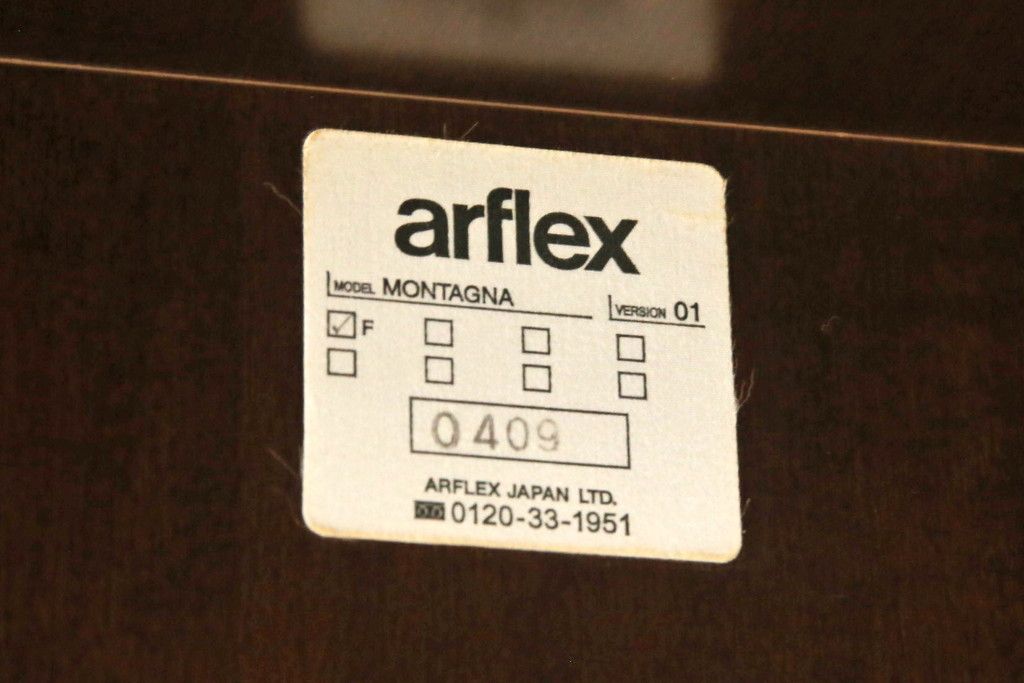 arflex
MODEL MONTAGNA VERSION 01
F
0409
ARFLEX JAPAN LTD.
0120-33-1951